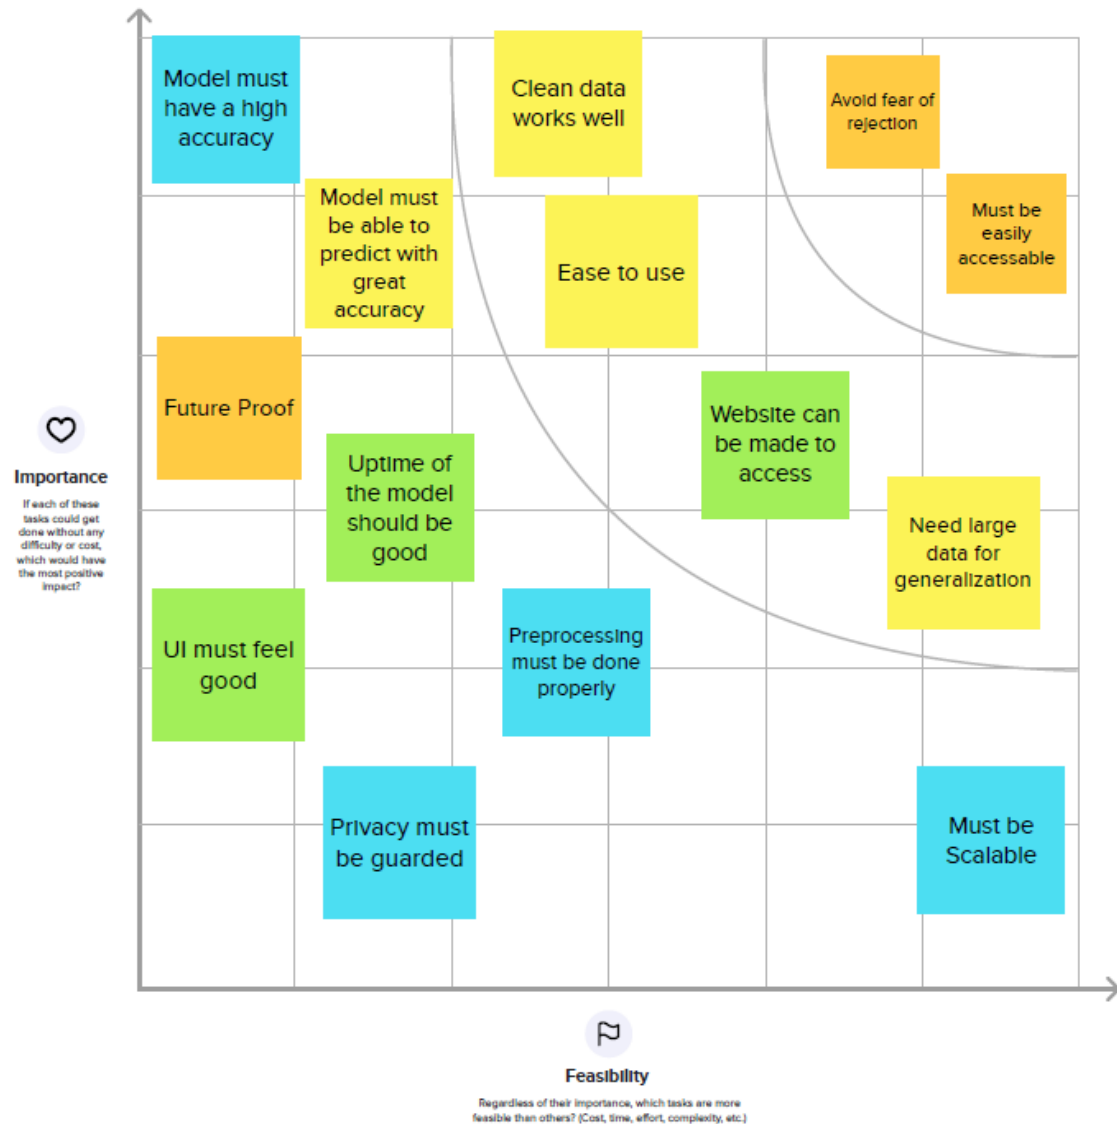 Model must
have a high
accuracy
Clean data
works well
Avoid fear of
rejection
Model must
be able to
predict with
great
accuracy
Ease to use
Must be
easily
accessable
Future Proof
Website can
be made to
access
Uptime of
the model
should be
good
Need large
data for
generalization
UI must feel
good
Preprocessing
must be done
properly
Privacy must
be guarded
Must be
Scalable
Importance
If each of these
tasks could get
done without any
difficulty or cost,
which would have
the most positive
impact?
Feasibility
Regardless of their importance, which tasks are more
feasible than others? (Cost, time, effort, complexity, etc.)